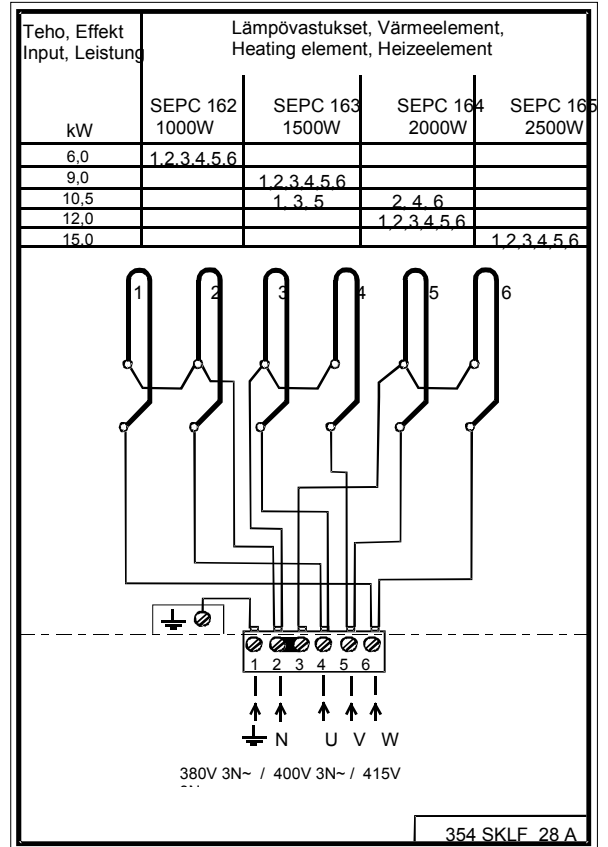 Teho, Effekt
Input, Leistung
Lämpövastukset, Värmeelement,
Heating element, Heizeelement
kW
SEPC 162
1000W
SEPC 163
1500W
SEPC 164
2000W
SEPC 165
2500W
6,0 1,2,3,4,5,6
9,0 1,2,3,4,5,6
10,5 1, 3, 5 2, 4, 6
12,0 1,2,3,4,5,6
15,0 1,2,3,4,5,6
1 2 3 4 5 6
1 2 3 4 5 6
N U V W
380V 3N~ / 400V 3N~ / 415V
354 SKLF 28 A